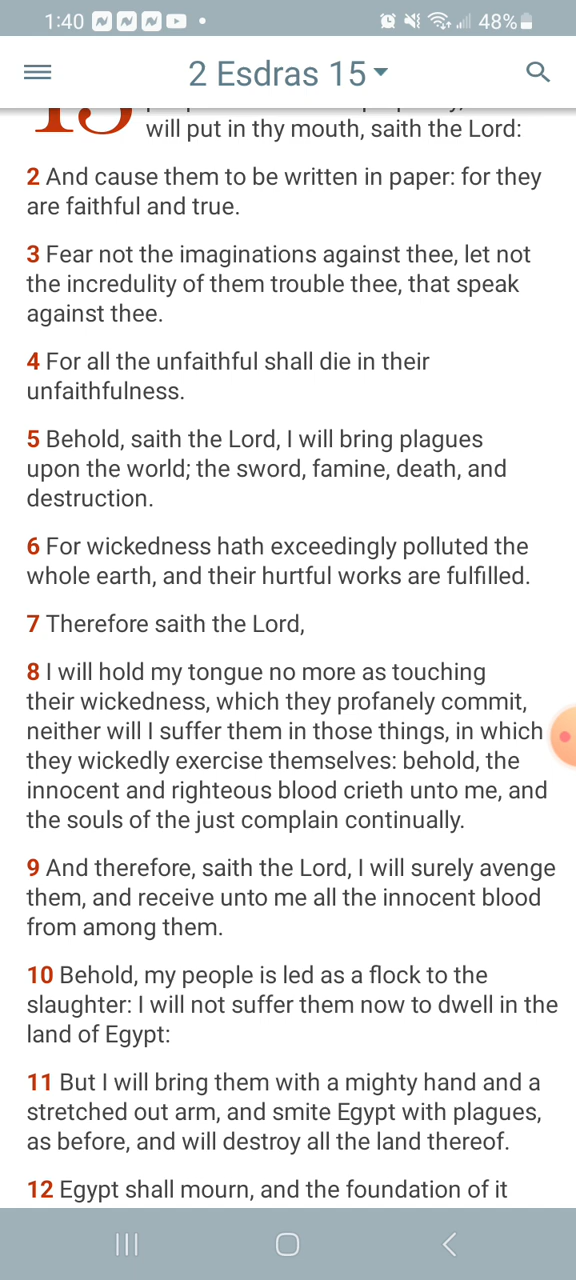 1:40
48%
2 Esdras 15
15
will put in thy mouth, saith the Lord:
2 And cause them to be written in paper: for they
are faithful and true.
3 Fear not the imaginations against thee, let not
the incredulity of them trouble thee, that speak
against thee.
4 For all the unfaithful shall die in their
unfaithfulness.
5 Behold, saith the Lord, I will bring plagues
upon the world; the sword, famine, death, and
destruction.
6 For wickedness hath exceedingly polluted the
whole earth, and their hurtful works are fulfilled.
7 Therefore saith the Lord,
8 I will hold my tongue no more as touching
their wickedness, which they profanely commit,
neither will I suffer them in those things, in which
they wickedly exercise themselves: behold, the
innocent and righteous blood crieth unto me, and
the souls of the just complain continually.
9 And therefore, saith the Lord, I will surely avenge
them, and receive unto me all the innocent blood
from among them.
10 Behold, my people is led as a flock to the
slaughter: I will not suffer them now to dwell in the
land of Egypt:
11 But I will bring them with a mighty hand and a
stretched out arm, and smite Egypt with plagues,
as before, and will destroy all the land thereof.
12 Egypt shall mourn, and the foundation of it